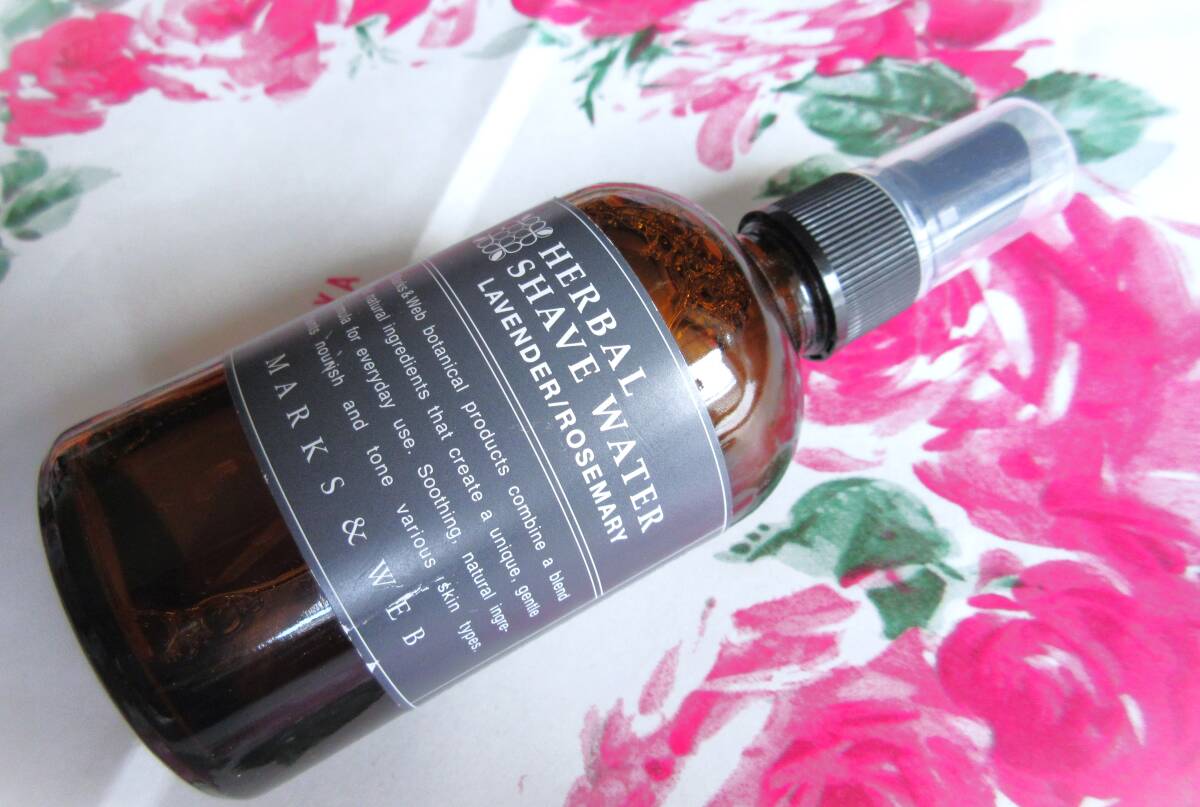 HERBAL
SHAVE WATER
LAVENDER/ROSEMARY
&Web botanical products combine a blend
natural ingredients that create a unique, gentle
for everyday use. Soothing, natural ingre-
nourish and tone various skin types.
MARKS & WEB